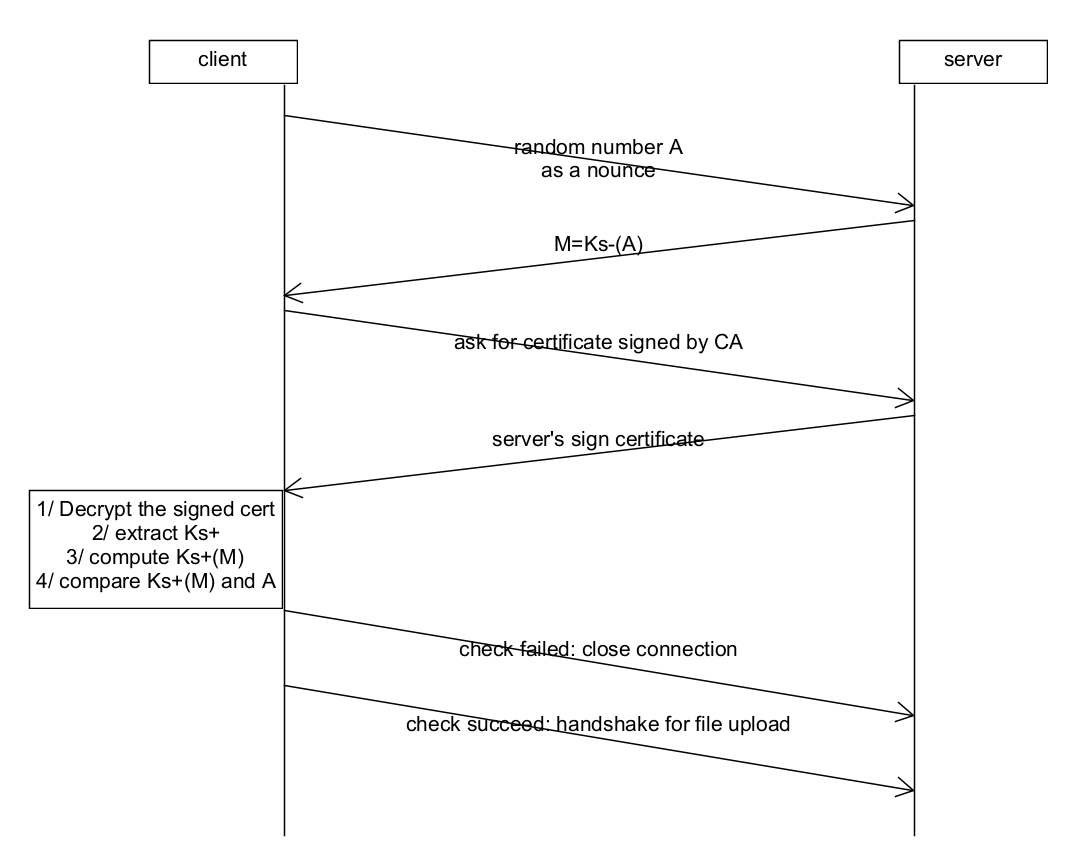 client
server
random number A
as a nounce
M=Ks-(A)
ask for certificate signed by CA
server's sign certificate
1/ Decrypt the signed cert
2/ extract Ks+
3/ compute Ks+(M)
4/ compare Ks+(M) and A
check failed: close connection
check succeed: handshake for file upload